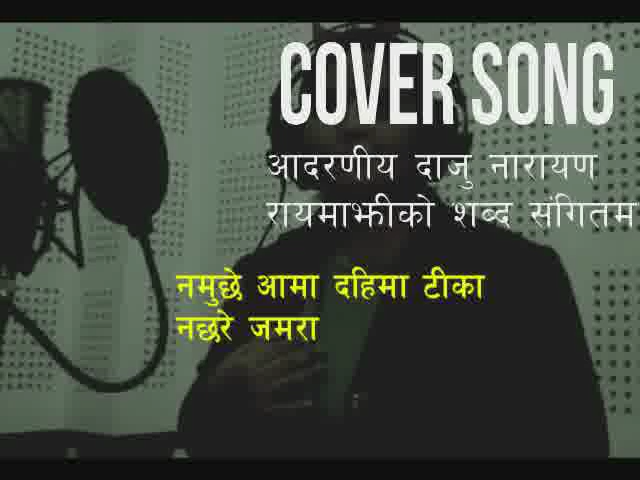 COVER SONG
आदरणीय दाजु नारायण
रायमाझीको शब्द संगितम
नमुछे आमा दहिमा टीका
नछरे जमरा